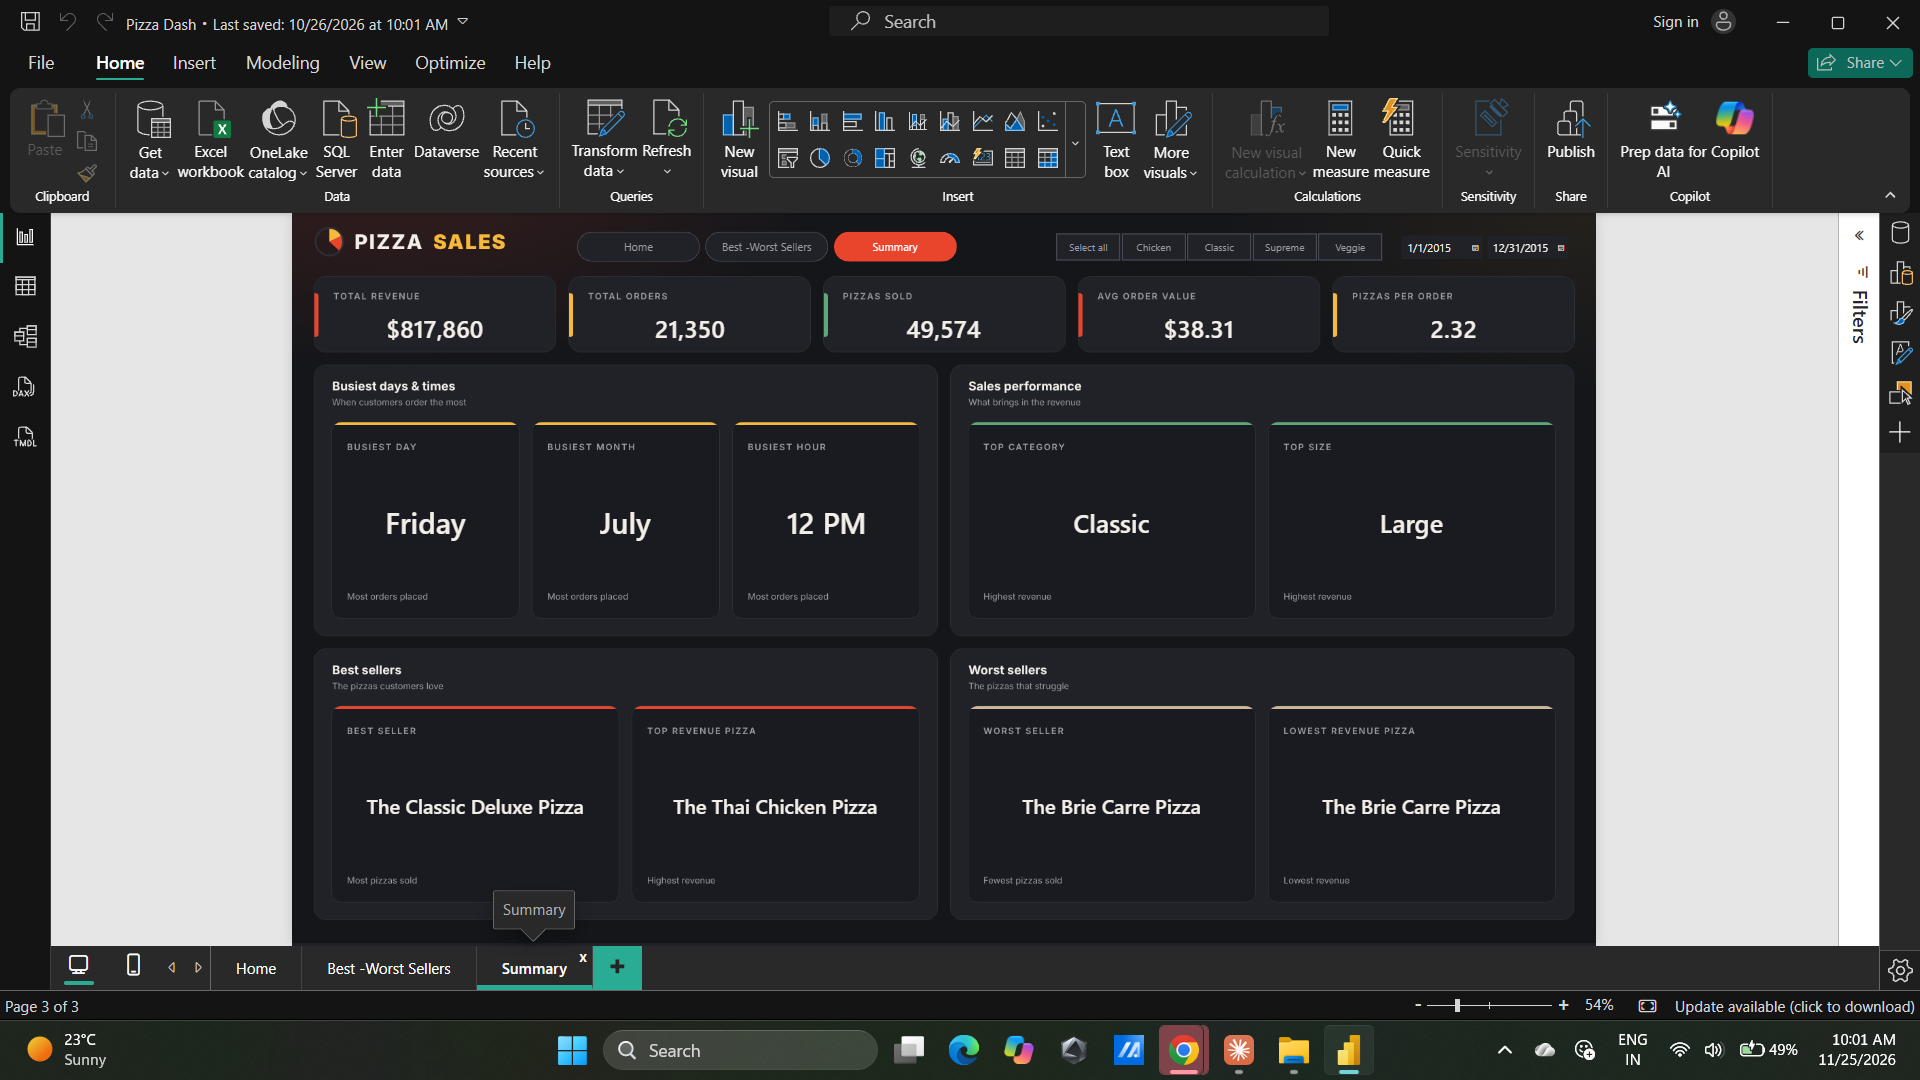 Pizza Dash • Last saved: 10/26/2026 at 10:01 AM
Search
Sign in
File Home Insert Modeling View Optimize Help
Share
Paste
Get data
Excel workbook
OneLake catalog
SQL Server
Enter data
Dataverse
Recent sources
Transform data
Refresh
New visual
Text box
More visuals
New visual calculation
New measure
Quick measure
Sensitivity
Publish
Prep data for AI
Copilot
Clipboard
Data
Queries
Insert
Calculations
Sensitivity
Share
Copilot
DAX
TMDL
PIZZA SALES
Home
Best -Worst Sellers
Summary
Select all
Chicken
Classic
Supreme
Veggie
1/1/2015
12/31/2015
Filters
TOTAL REVENUE
$817,860
TOTAL ORDERS
21,350
PIZZAS SOLD
49,574
AVG ORDER VALUE
$38.31
PIZZAS PER ORDER
2.32
Busiest days & times
When customers order the most
BUSIEST DAY
Friday
Most orders placed
BUSIEST MONTH
July
Most orders placed
BUSIEST HOUR
12 PM
Most orders placed
Sales performance
What brings in the revenue
TOP CATEGORY
Classic
Highest revenue
TOP SIZE
Large
Highest revenue
Best sellers
The pizzas customers love
BEST SELLER
The Classic Deluxe Pizza
Most pizzas sold
TOP REVENUE PIZZA
The Thai Chicken Pizza
Highest revenue
Worst sellers
The pizzas that struggle
WORST SELLER
The Brie Carre Pizza
Fewest pizzas sold
LOWEST REVENUE PIZZA
The Brie Carre Pizza
Lowest revenue
Summary
Home
Best -Worst Sellers
Summary
x
+
Page 3 of 3
- + 54%
Update available (click to download)
23°C
Sunny
Search
ENG
IN
49%
10:01 AM
11/25/2026